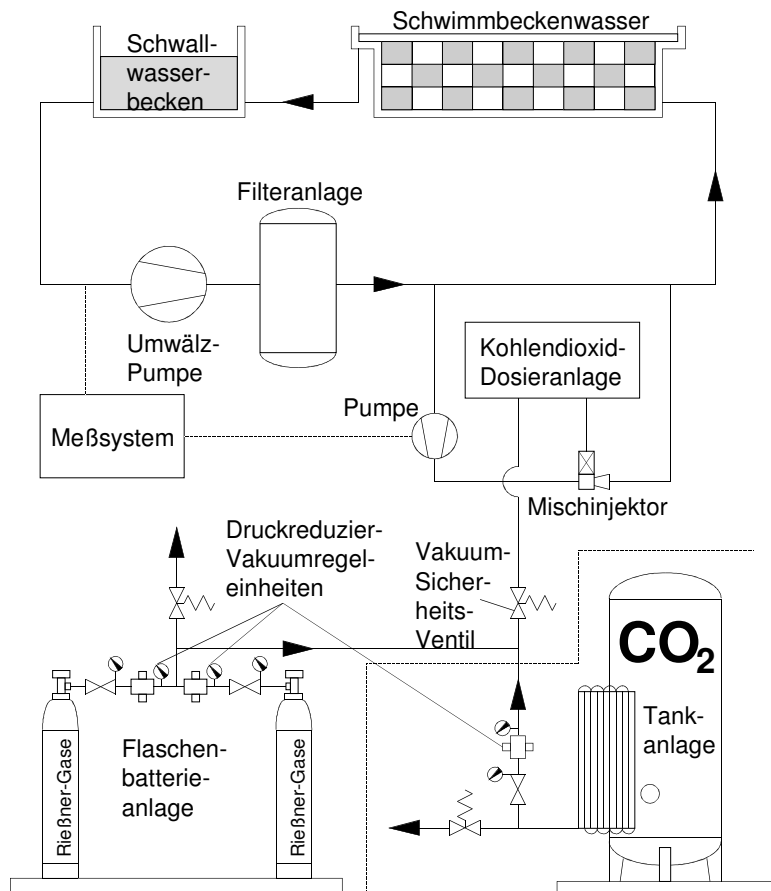 Schwimmbeckenwasser
Schwall-
wasser-
becken
Filteranlage
Umwälz-
Pumpe
Kohlendioxid-
Dosieranlage
Pumpe
Meßsystem
Mischinjektor
Druckreduzier-
Vakuumregel-
einheiten
Vakuum-
Sicher-
heits-
Ventil
CO2
Tank-
anlage
Flaschen-
batterie-
anlage
Rießner-Gase
Rießner-Gase